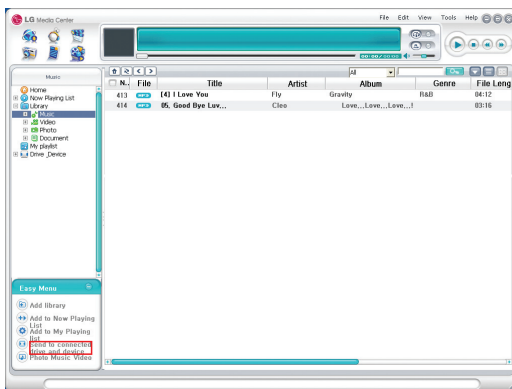 LG Media Center
File Edit View Tools Help
00:00/00:00
Music
All
N.. File Title Artist Album Genre File Leng
413 MP3 [4] I Love You Fly Gravity R&B 04:12
414 MP3 05. Good Bye Luv,,, Cleo Love,,,Love,,,Love,,,! 03:16
Home
Now Playing List
Library
Music
Video
Photo
Document
My playlist
Drive_Device
Easy Menu
Add library
Add to Now Playing
List
Add to My Playing
list
Send to connected
drive and device
Photo Music Video